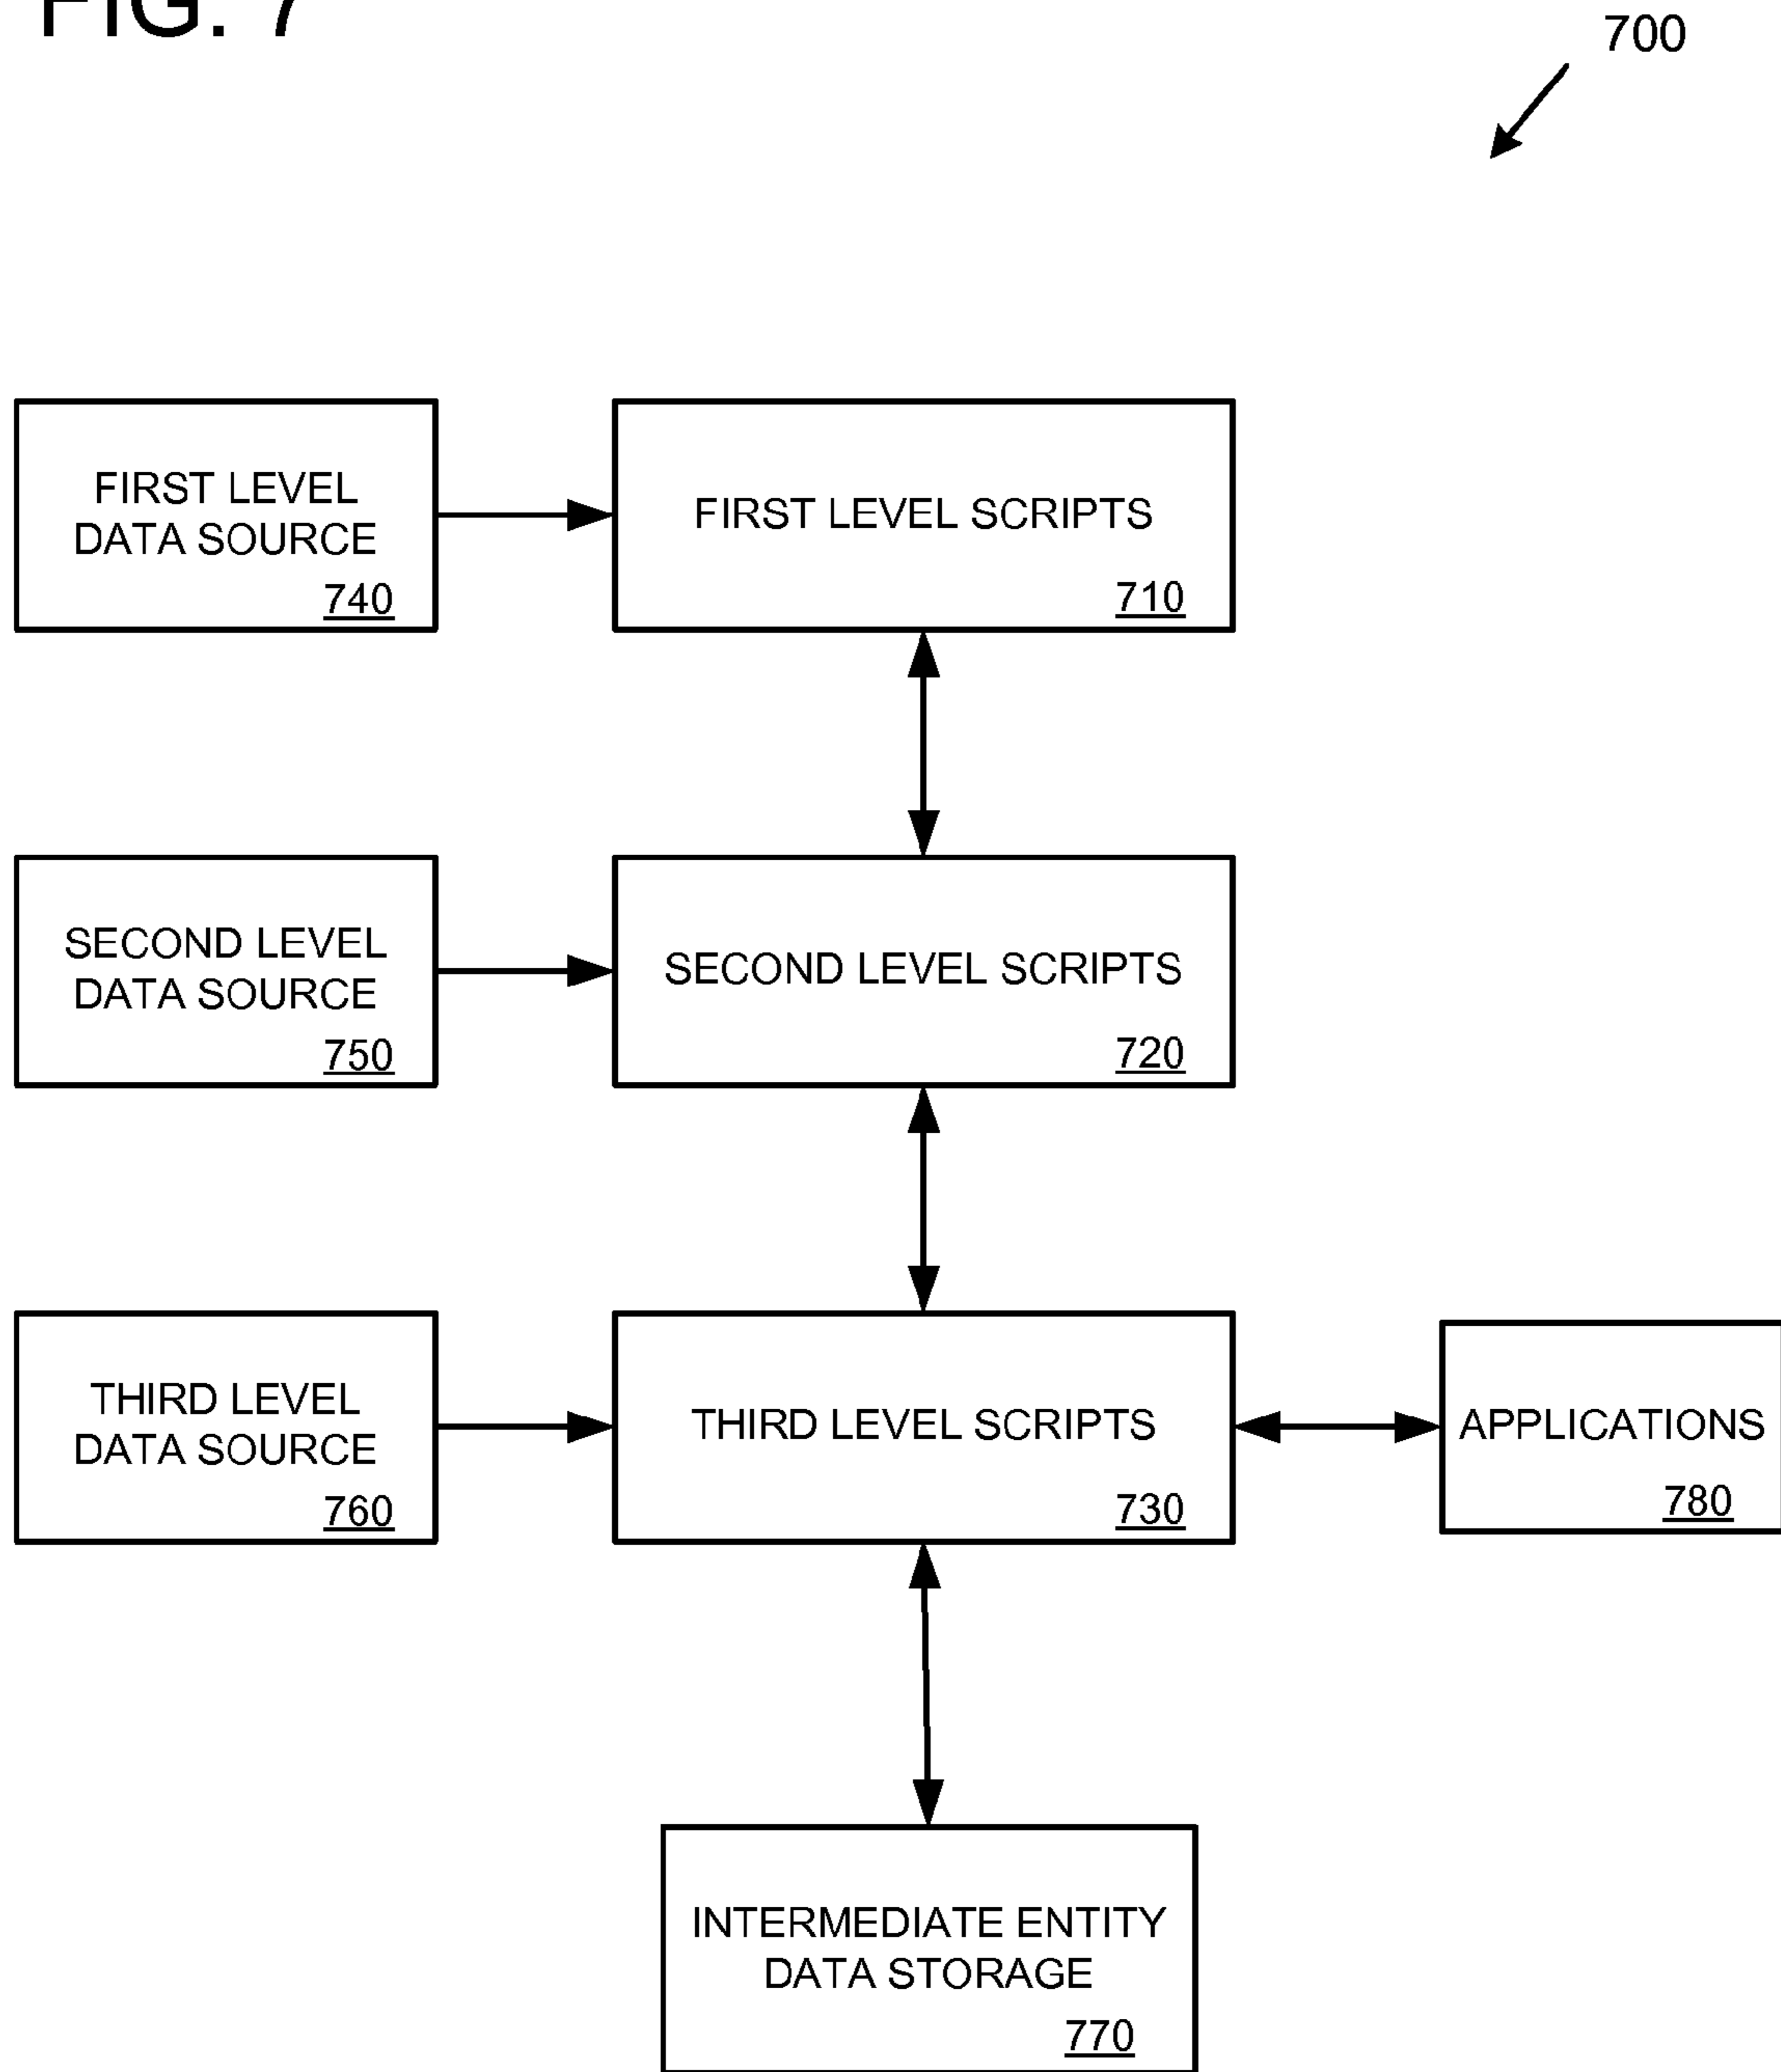 FIG. 7
700
FIRST LEVEL
DATA SOURCE
740
FIRST LEVEL SCRIPTS
710
SECOND LEVEL
DATA SOURCE
750
SECOND LEVEL SCRIPTS
720
THIRD LEVEL
DATA SOURCE
760
THIRD LEVEL SCRIPTS
730
APPLICATIONS
780
INTERMEDIATE ENTITY
DATA STORAGE
770